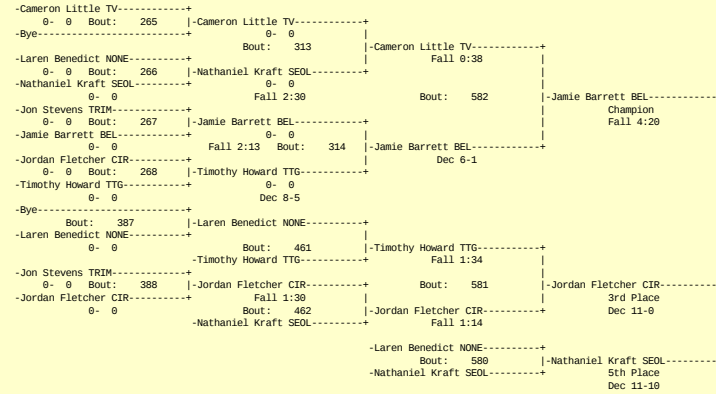 -Cameron Little TV------------+
0- 0 Bout: 265 |-Cameron Little TV------------+
-Bye--------------------------+ 0- 0 |
Bout: 313 |-Cameron Little TV------------+
-Laren Benedict NONE----------+ | Fall 0:38 |
0- 0 Bout: 266 |-Nathaniel Kraft SEOL---------+ |
-Nathaniel Kraft SEOL---------+ 0- 0 |
0- 0 Fall 2:30 Bout: 582 |-Jamie Barrett BEL------------
-Jon Stevens TRIM-------------+ | Champion
0- 0 Bout: 267 |-Jamie Barrett BEL------------+ | Fall 4:20
-Jamie Barrett BEL------------+ 0- 0 | |
0- 0 Fall 2:13 Bout: 314 |-Jamie Barrett BEL------------+
-Jordan Fletcher CIR----------+ | Dec 6-1
0- 0 Bout: 268 |-Timothy Howard TTG-----------+
-Timothy Howard TTG-----------+ 0- 0
0- 0 Dec 8-5
-Bye--------------------------+
Bout: 387 |-Laren Benedict NONE----------+
-Laren Benedict NONE----------+ |
0- 0 Bout: 461 |-Timothy Howard TTG-----------+
-Timothy Howard TTG-----------+ Fall 1:34 |
-Jon Stevens TRIM-------------+ |
0- 0 Bout: 388 |-Jordan Fletcher CIR----------+ Bout: 581 |-Jordan Fletcher CIR----------
-Jordan Fletcher CIR----------+ Fall 1:30 | | 3rd Place
0- 0 Bout: 462 |-Jordan Fletcher CIR----------+ Dec 11-0
-Nathaniel Kraft SEOL---------+ Fall 1:14
-Laren Benedict NONE----------+
Bout: 580 |-Nathaniel Kraft SEOL---------
-Nathaniel Kraft SEOL---------+ 5th Place
Dec 11-10